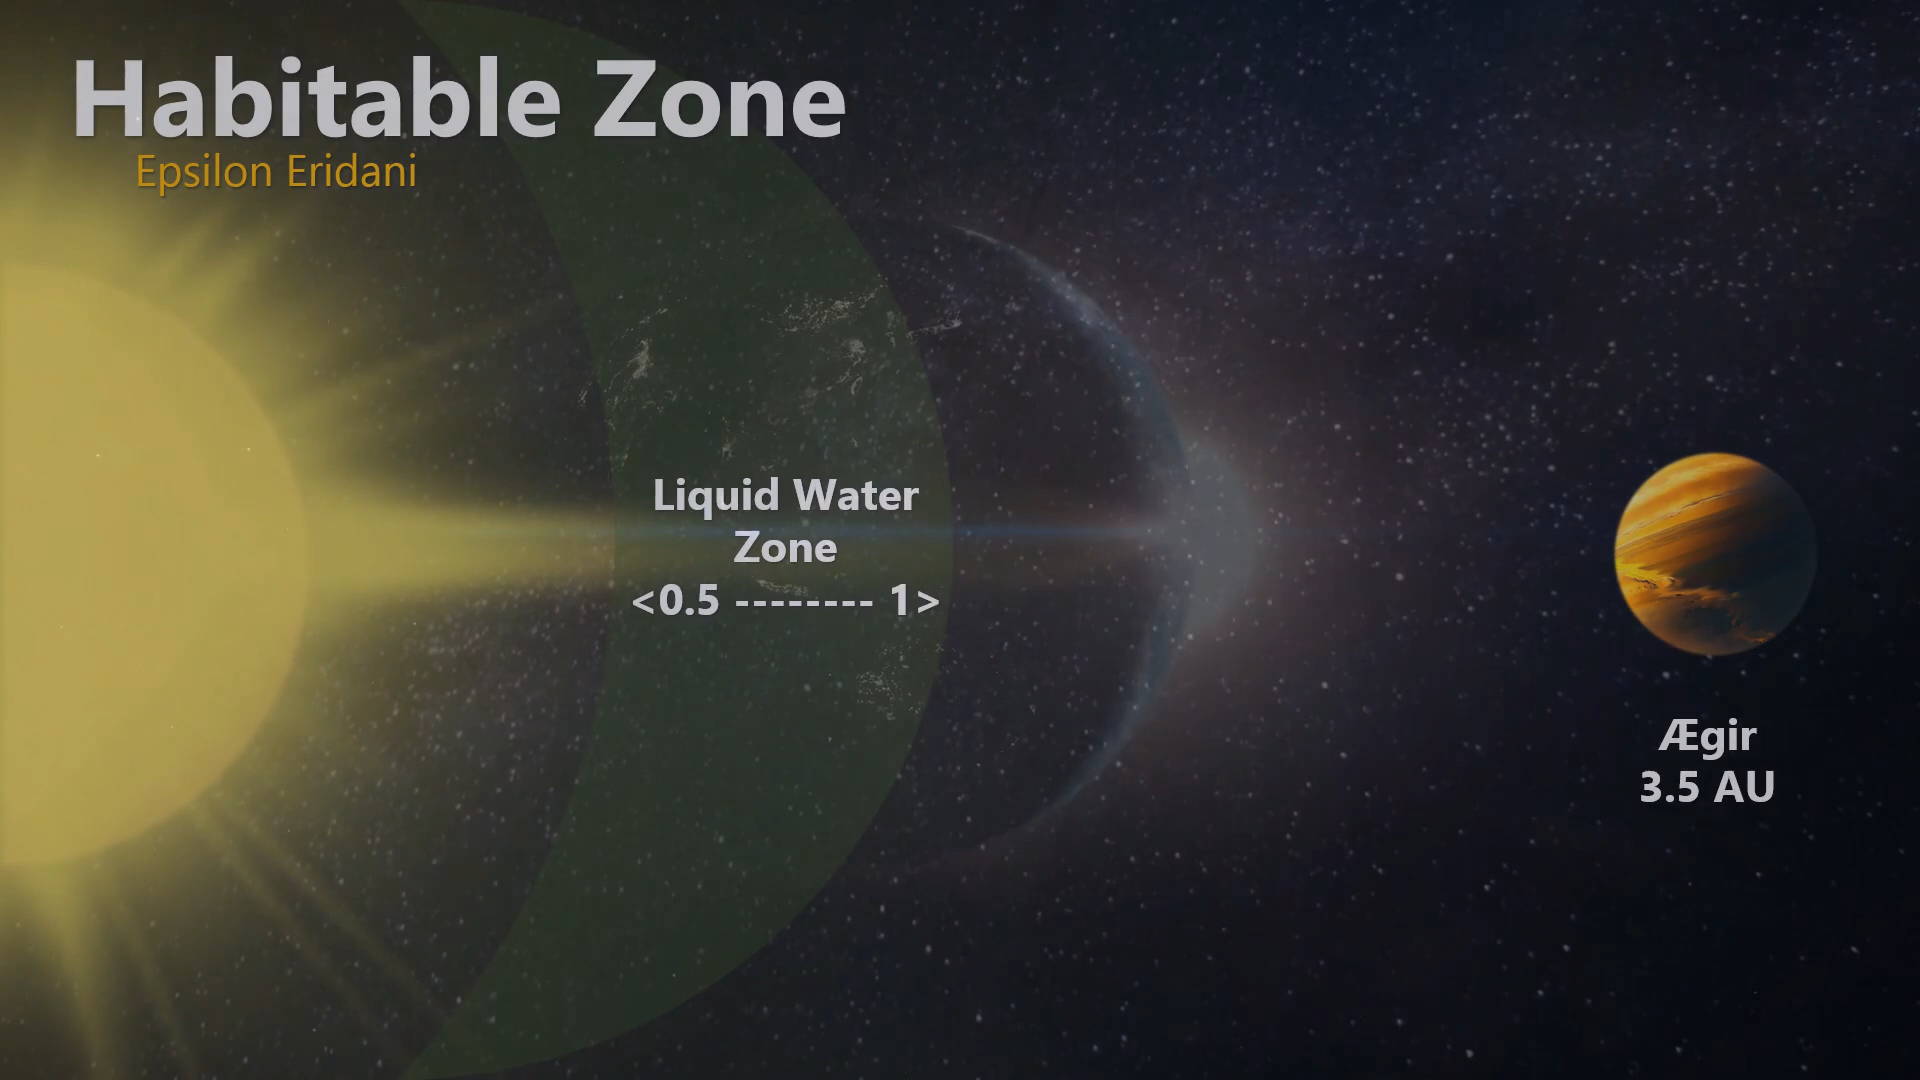 Habitable Zone
Epsilon Eridani
Liquid Water
Zone
<0.5 -------- 1>
Ægir
3.5 AU